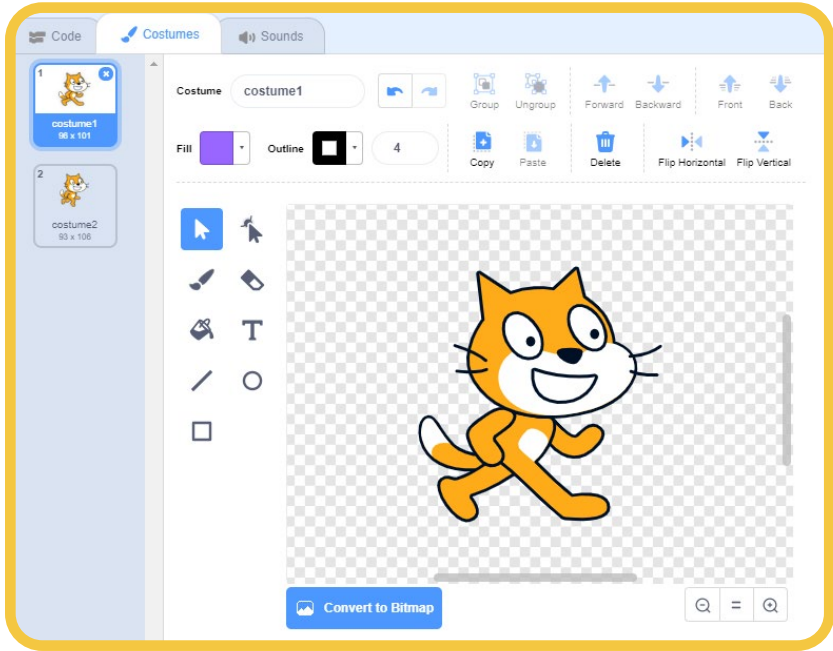 Code Costumes Sounds
1
costume1
96 x 101
2
costume2
93 x 106
Costume costume1
Group Ungroup Forward Backward Front Back
Fill Outline 4
Copy Paste Delete Flip Horizontal Flip Vertical
T
Convert to Bitmap